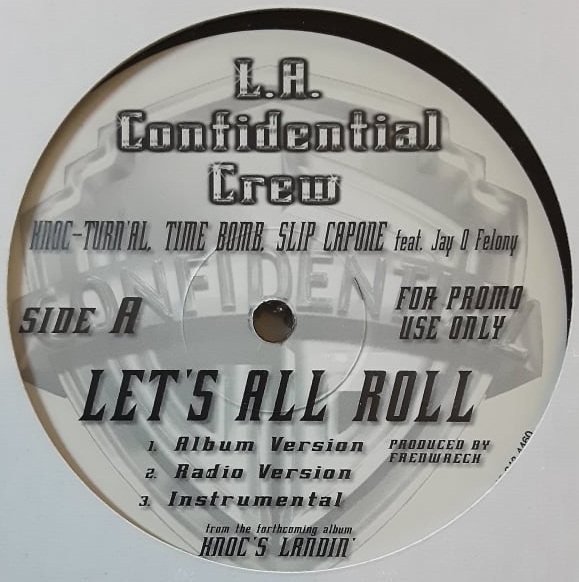 L.A.
Confidential
Crew
KNOC-TURN'AL, TIME BOMB, SLIP CAPONE feat. Jay O Felony
CONFIDENTIAL
SIDE A
FOR PROMO
USE ONLY
LET'S ALL ROLL
1. Album Version
2. Radio Version
3. Instrumental
PRODUCED BY
FREDWRECK
from the forthcoming album
KNOC'S LANDIN'